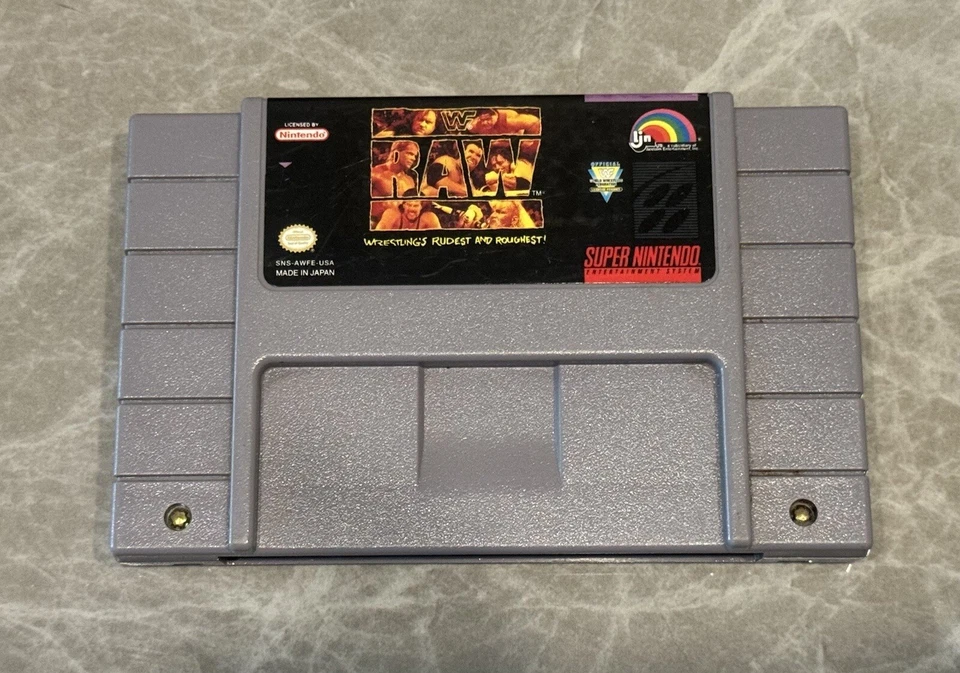 LICENSED BY
Nintendo
WF
RAW
TM
WRESTLING'S RUDEST AND ROUGHEST!
SNS-AWFE-USA
MADE IN JAPAN
ljn
OFFICIAL
SUPER NINTENDO
ENTERTAINMENT SYSTEM